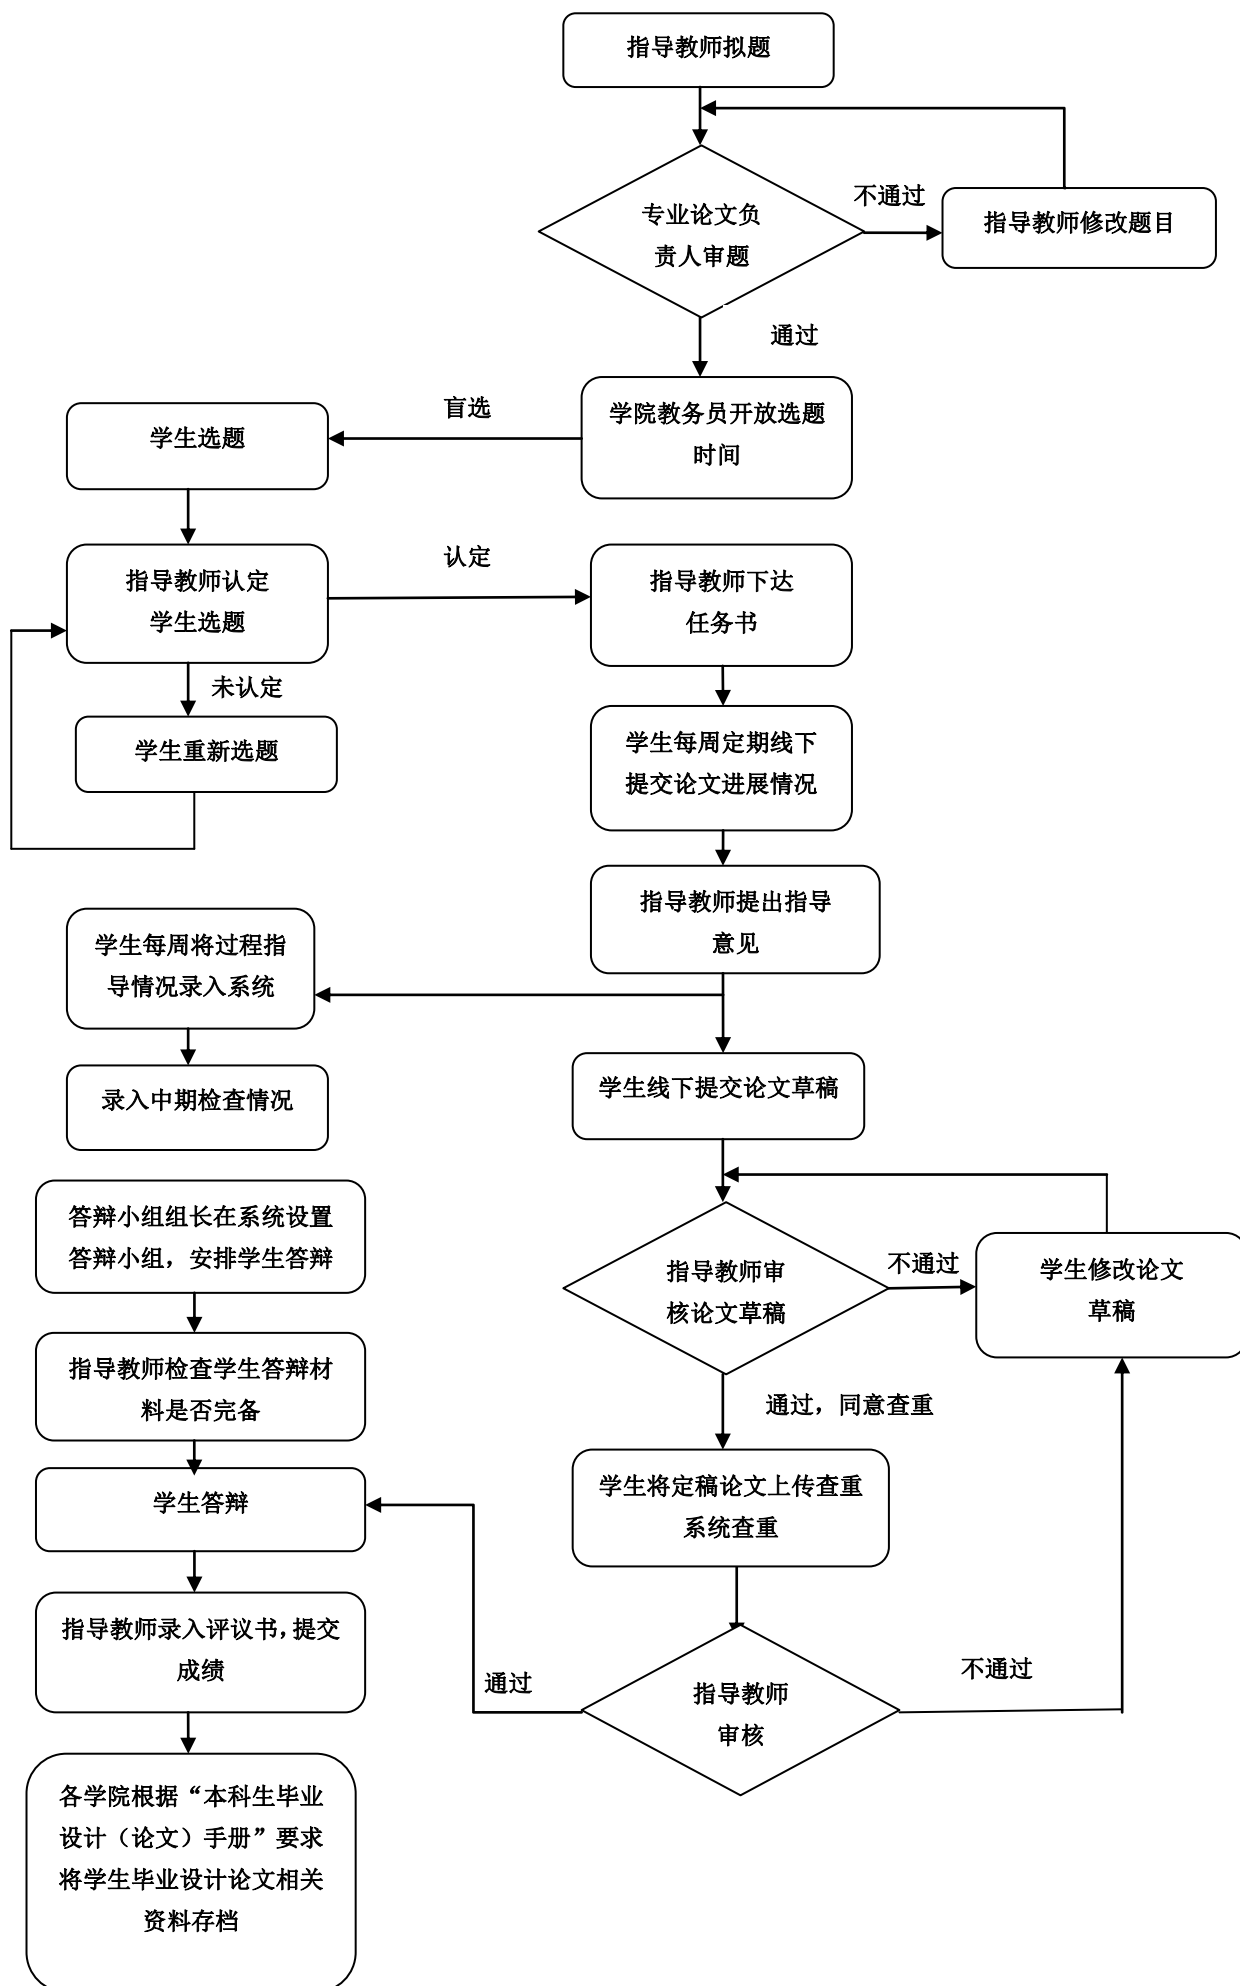 指导教师拟题
不通过
专业论文负
责人审题
指导教师修改题目
通过
盲选
学院教务员开放选题
时间
学生选题
认定
指导教师认定
学生选题
指导教师下达
任务书
未认定
学生重新选题
学生每周定期线下
提交论文进展情况
指导教师提出指导
意见
学生每周将过程指
导情况录入系统
录入中期检查情况
学生线下提交论文草稿
答辩小组组长在系统设置
答辩小组，安排学生答辩
不通过
指导教师审
核论文草稿
学生修改论文
草稿
指导教师检查学生答辩材
料是否完备
通过，同意查重
学生答辩
学生将定稿论文上传查重
系统查重
指导教师录入评议书，提交
成绩
通过
不通过
指导教师
审核
各学院根据“本科生毕业
设计（论文）手册”要求
将学生毕业设计论文相关
资料存档